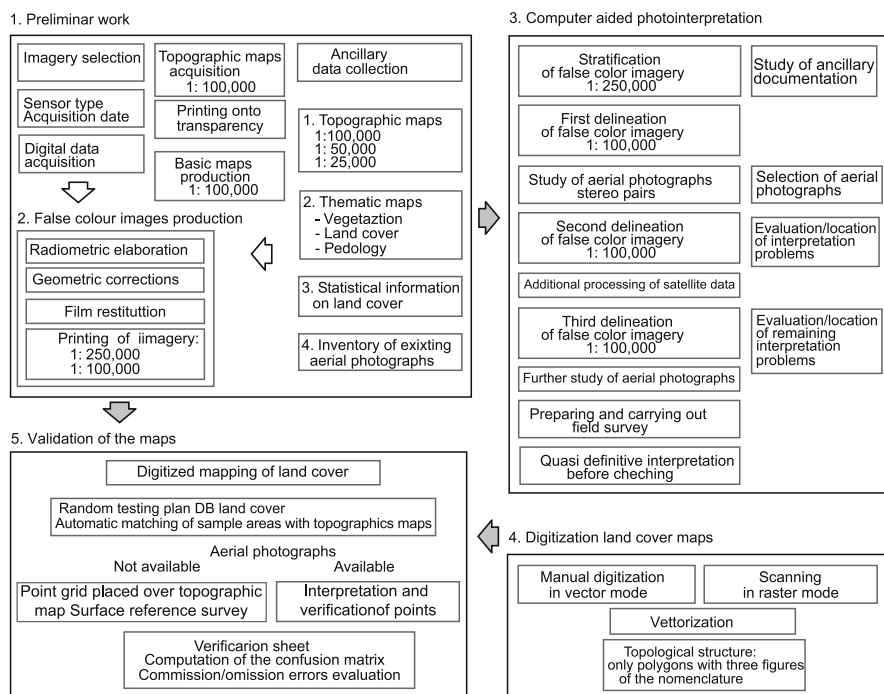 1. Preliminar work
Imagery selection
Sensor type
Acquisition date
Digital data
acquisition
Topographic maps
acquisition
1: 100,000
Printing onto
transparency
Basic maps
production
1: 100,000
Ancillary
data collection
1. Topographic maps
1:100,000
1: 50,000
1: 25,000
2. Thematic maps
- Vegetaztion
- Land cover
- Pedology
3. Statistical information
on land cover
4. Inventory of exixting
aerial photographs
2. False colour images production
Radiometric elaboration
Geometric corrections
Film restituttion
Printing of iimagery:
1: 250,000
1: 100,000
3. Computer aided photointerpretation
Stratification
of false color imagery
1: 250,000
Study of ancillary
documentation
First delineation
of false color imagery
1: 100,000
Study of aerial photographs
stereo pairs
Selection of aerial
photographs
Second delineation
of false color imagery
1: 100,000
Evaluation/location
of interpretation
problems
Additional processing of satellite data
Third delineation
of false color imagery
1: 100,000
Evaluation/location
of remaining
interpretation
problems
Further study of aerial photographs
Preparing and carrying out
field survey
Quasi definitive interpretation
before cheching
4. Digitization land cover maps
Manual digitization
in vector mode
Scanning
in raster mode
Vettorization
Topological structure:
only polygons with three figures
of the nomenclature
5. Validation of the maps
Digitized mapping of land cover
Random testing plan DB land cover
Automatic matching of sample areas with topographics maps
Aerial photographs
Not available
Available
Point grid placed over topographic
map Surface reference survey
Interpretation and
verificationof points
Verificarion sheet
Computation of the confusion matrix
Commission/omission errors evaluation